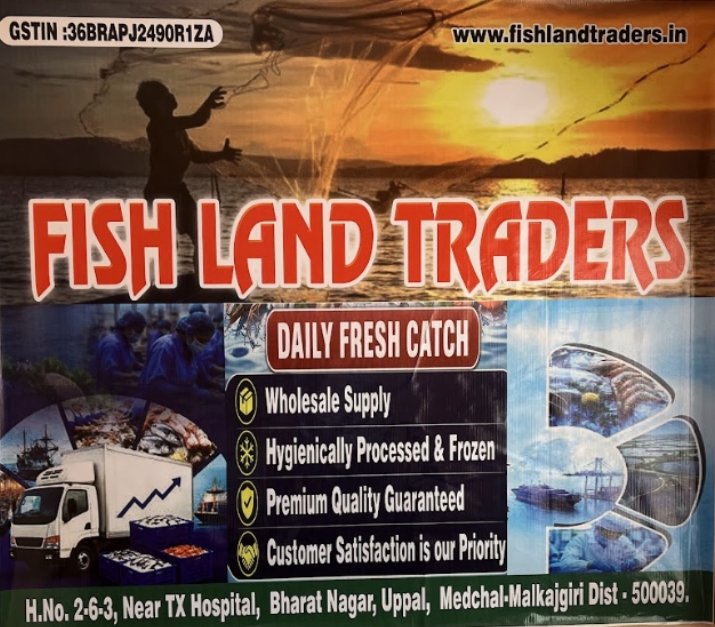 GSTIN :36BRAPJ2490R1ZA
www.fishlandtraders.in
FISH LAND TRADERS
DAILY FRESH CATCH
Wholesale Supply
Hygienically Processed & Frozen
Premium Quality Guaranteed
Customer Satisfaction is our Priority
H.No. 2-6-3, Near TX Hospital, Bharat Nagar, Uppal, Medchal-Malkajgiri Dist - 500039.